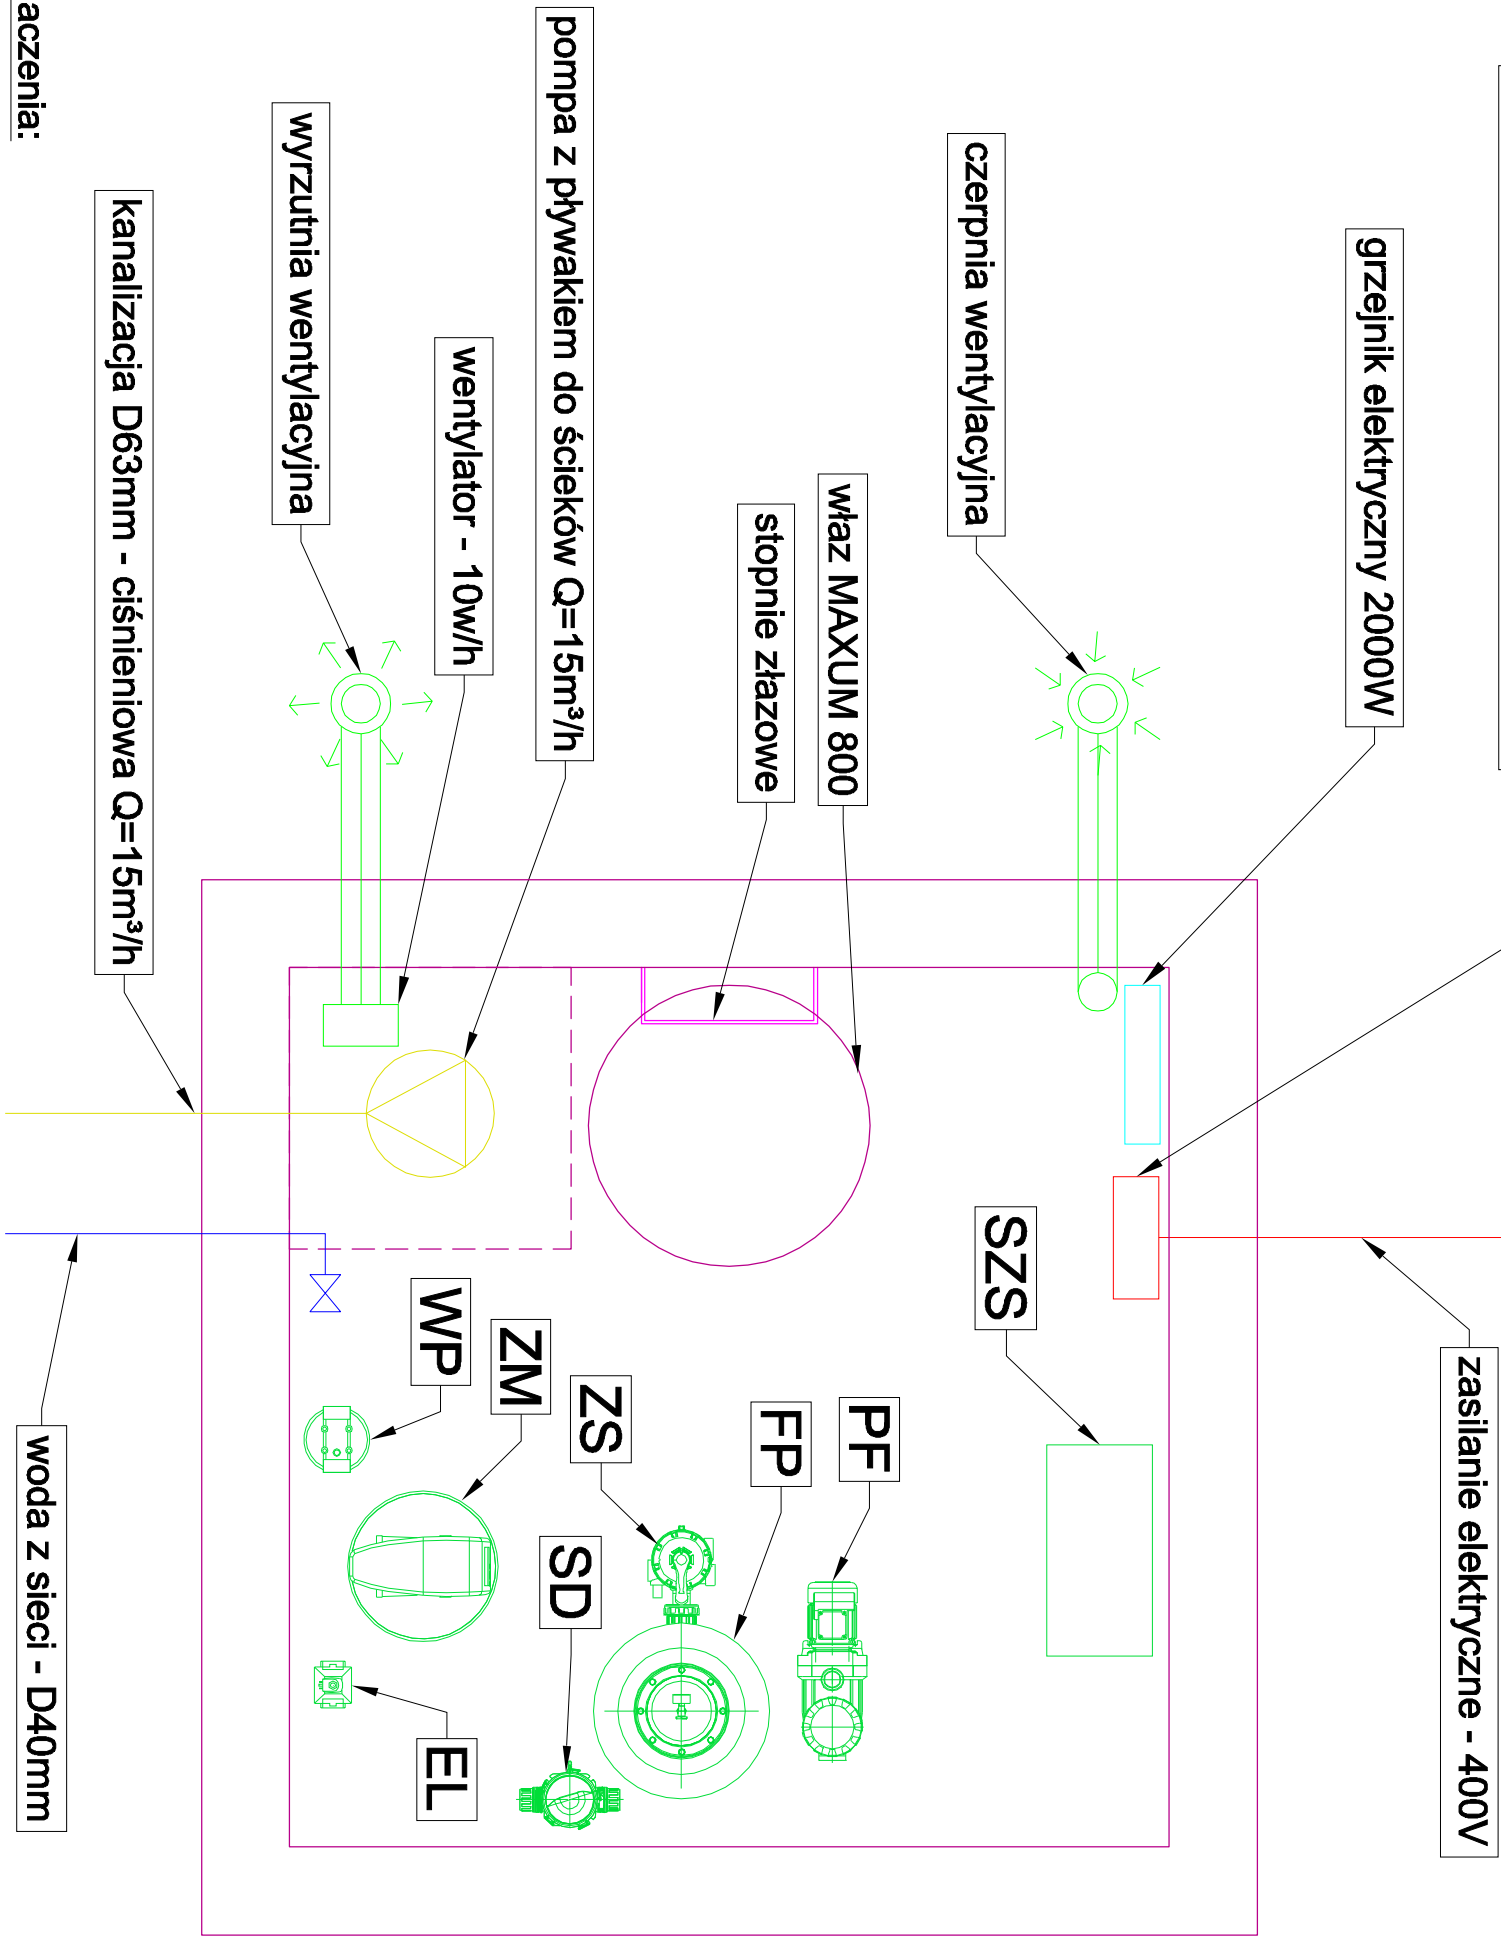 zasilanie elektryczne - 400V
grzejnik elektryczny 2000W
SZS
czerpnia wentylacyjna
PF
właz MAXUM 800
FP
stopnie złazowe
ZS
SD
pompa z pływakiem do ścieków Q=15m³/h
ZM
wentylator - 10w/h
EL
WP
wyrzutnia wentylacyjna
kanalizacja D63mm - ciśnieniowa Q=15m³/h
woda z sieci - D40mm
aczenia: